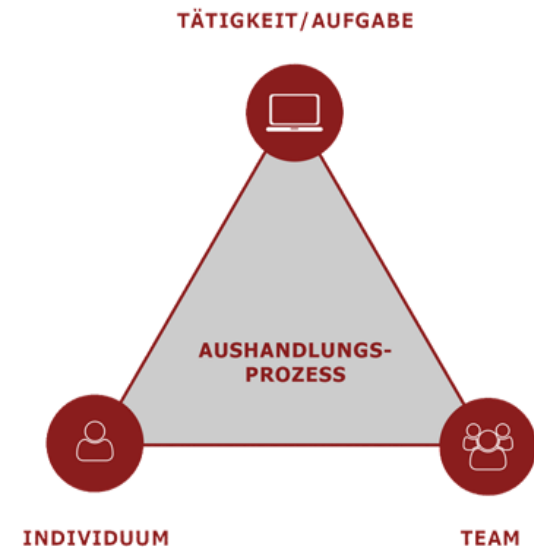 TÄTIGKEIT/AUFGABE
AUSHANDLUNGS-
PROZESS
INDIVIDUUM
TEAM